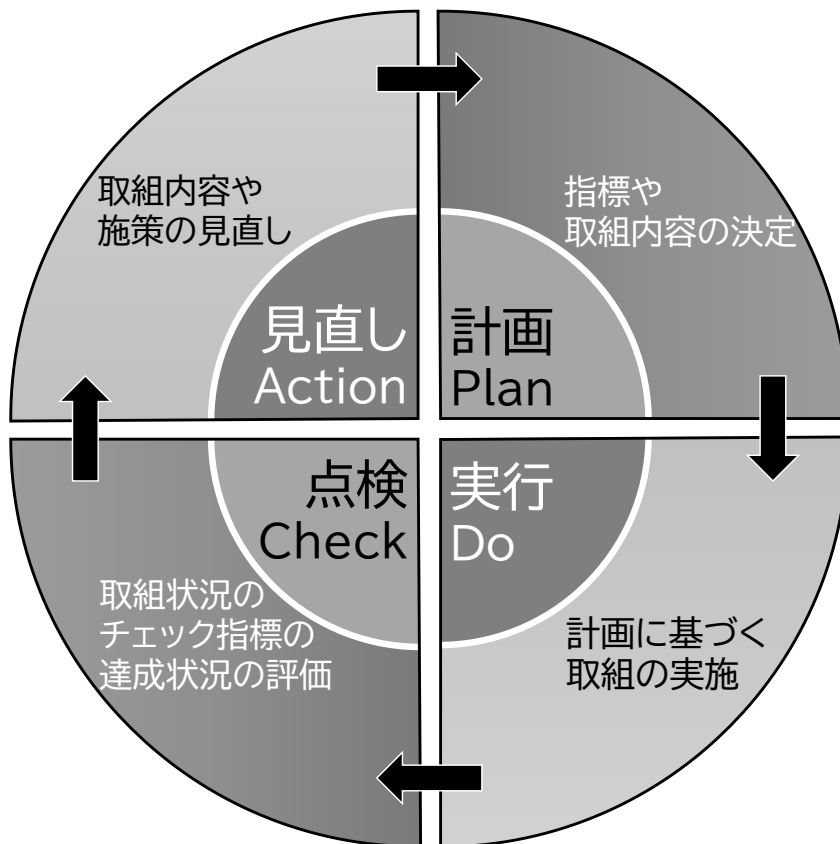 取組内容や
施策の見直し
見直し
Action
指標や
取組内容の決定
計画
Plan
点検
Check
取組状況の
チェック指標の
達成状況の評価
実行
Do
計画に基づく
取組の実施